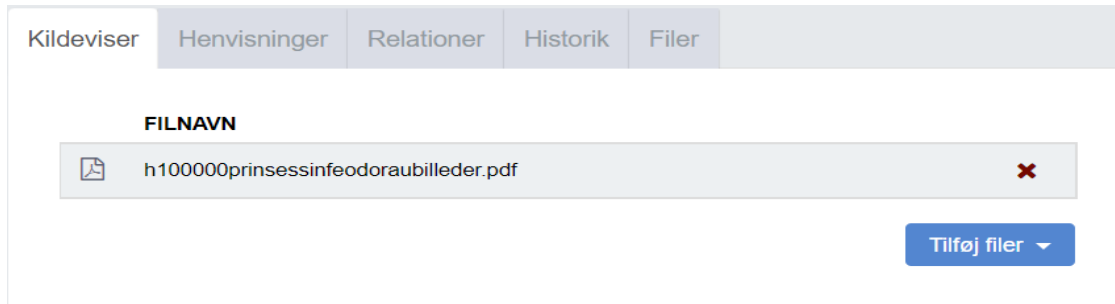 Kildeviser Henvisninger Relationer Historik Filer
FILNAVN
h100000prinsessinfeodoraubilleder.pdf
Tilføj filer